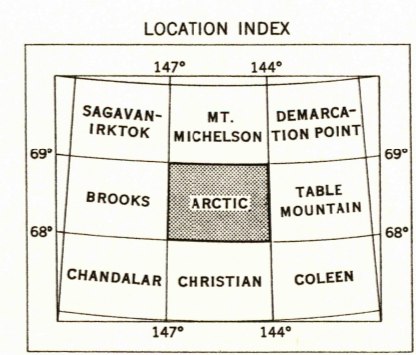 LOCATION INDEX
147° 144°
SAGAVAN-
IRKTOK
MT.
MICHELSON
DEMARCA-
TION POINT
69° 69°
BROOKS
ARCTIC
TABLE
MOUNTAIN
68° 68°
CHANDALAR
CHRISTIAN
COLEEN
147° 144°